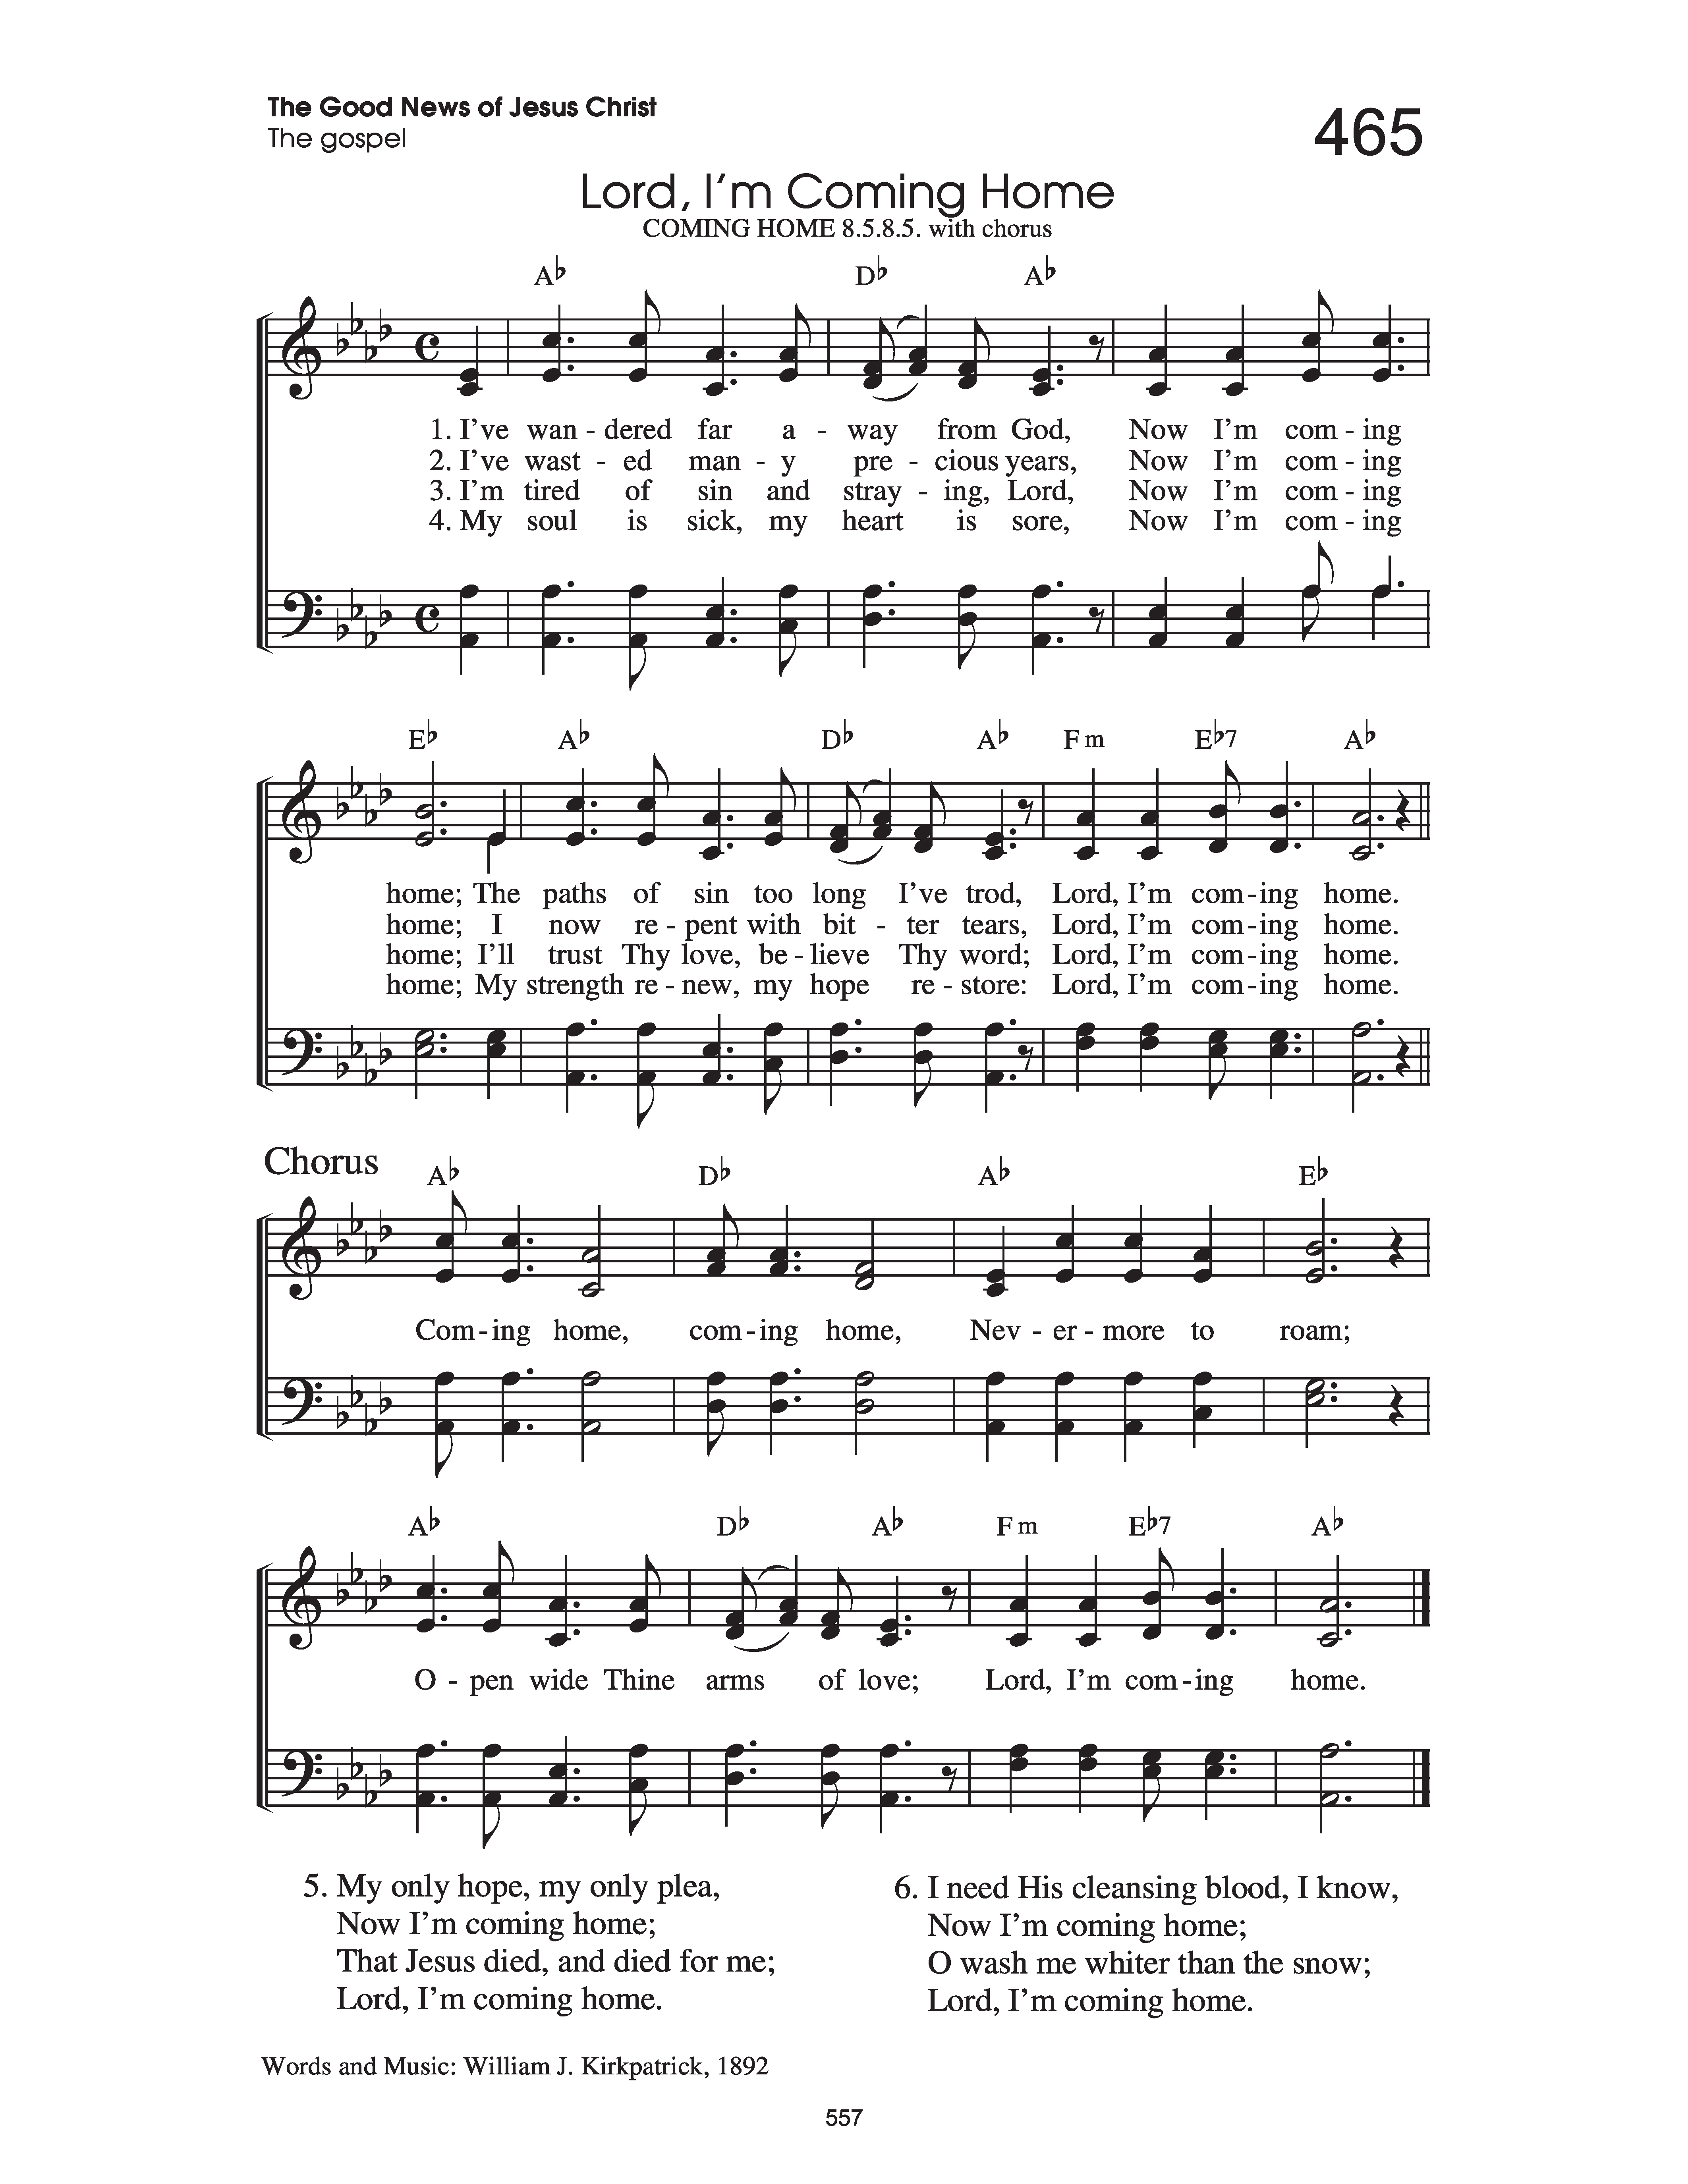 The Good News of Jesus Christ
The gospel
465
Lord, I'm Coming Home
COMING HOME 8.5.8.5. with chorus
A♭ D♭ A♭
1. I've wan - dered far a - way from God, Now I'm com - ing
2. I've wast - ed man - y pre - cious years, Now I'm com - ing
3. I'm tired of sin and stray - ing, Lord, Now I'm com - ing
4. My soul is sick, my heart is sore, Now I'm com - ing
E♭ A♭ D♭ A♭ Fm E♭7 A♭
home; The paths of sin too long I've trod, Lord, I'm com - ing home.
home; I now re - pent with bit - ter tears, Lord, I'm com - ing home.
home; I'll trust Thy love, be - lieve Thy word; Lord, I'm com - ing home.
home; My strength re - new, my hope re - store: Lord, I'm com - ing home.
Chorus
A♭ D♭ A♭ E♭
Com - ing home, com - ing home, Nev - er - more to roam;
A♭ D♭ A♭ Fm E♭7 A♭
O - pen wide Thine arms of love; Lord, I'm com - ing home.
5. My only hope, my only plea,
Now I'm coming home;
That Jesus died, and died for me;
Lord, I'm coming home.
6. I need His cleansing blood, I know,
Now I'm coming home;
O wash me whiter than the snow;
Lord, I'm coming home.
Words and Music: William J. Kirkpatrick, 1892
557